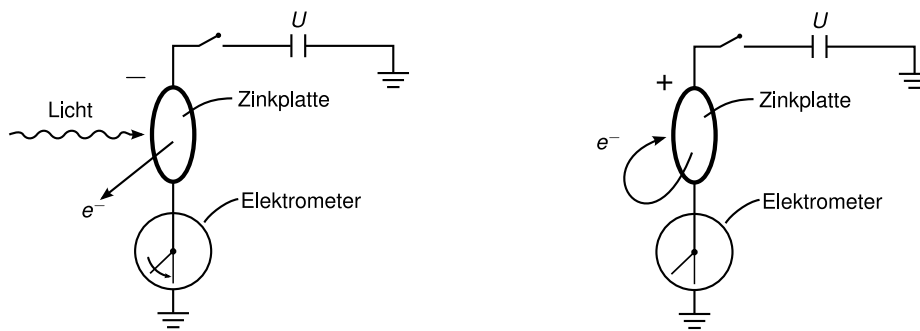 U
−
Zinkplatte
Licht
e−
Elektrometer
U
+
Zinkplatte
e−
Elektrometer